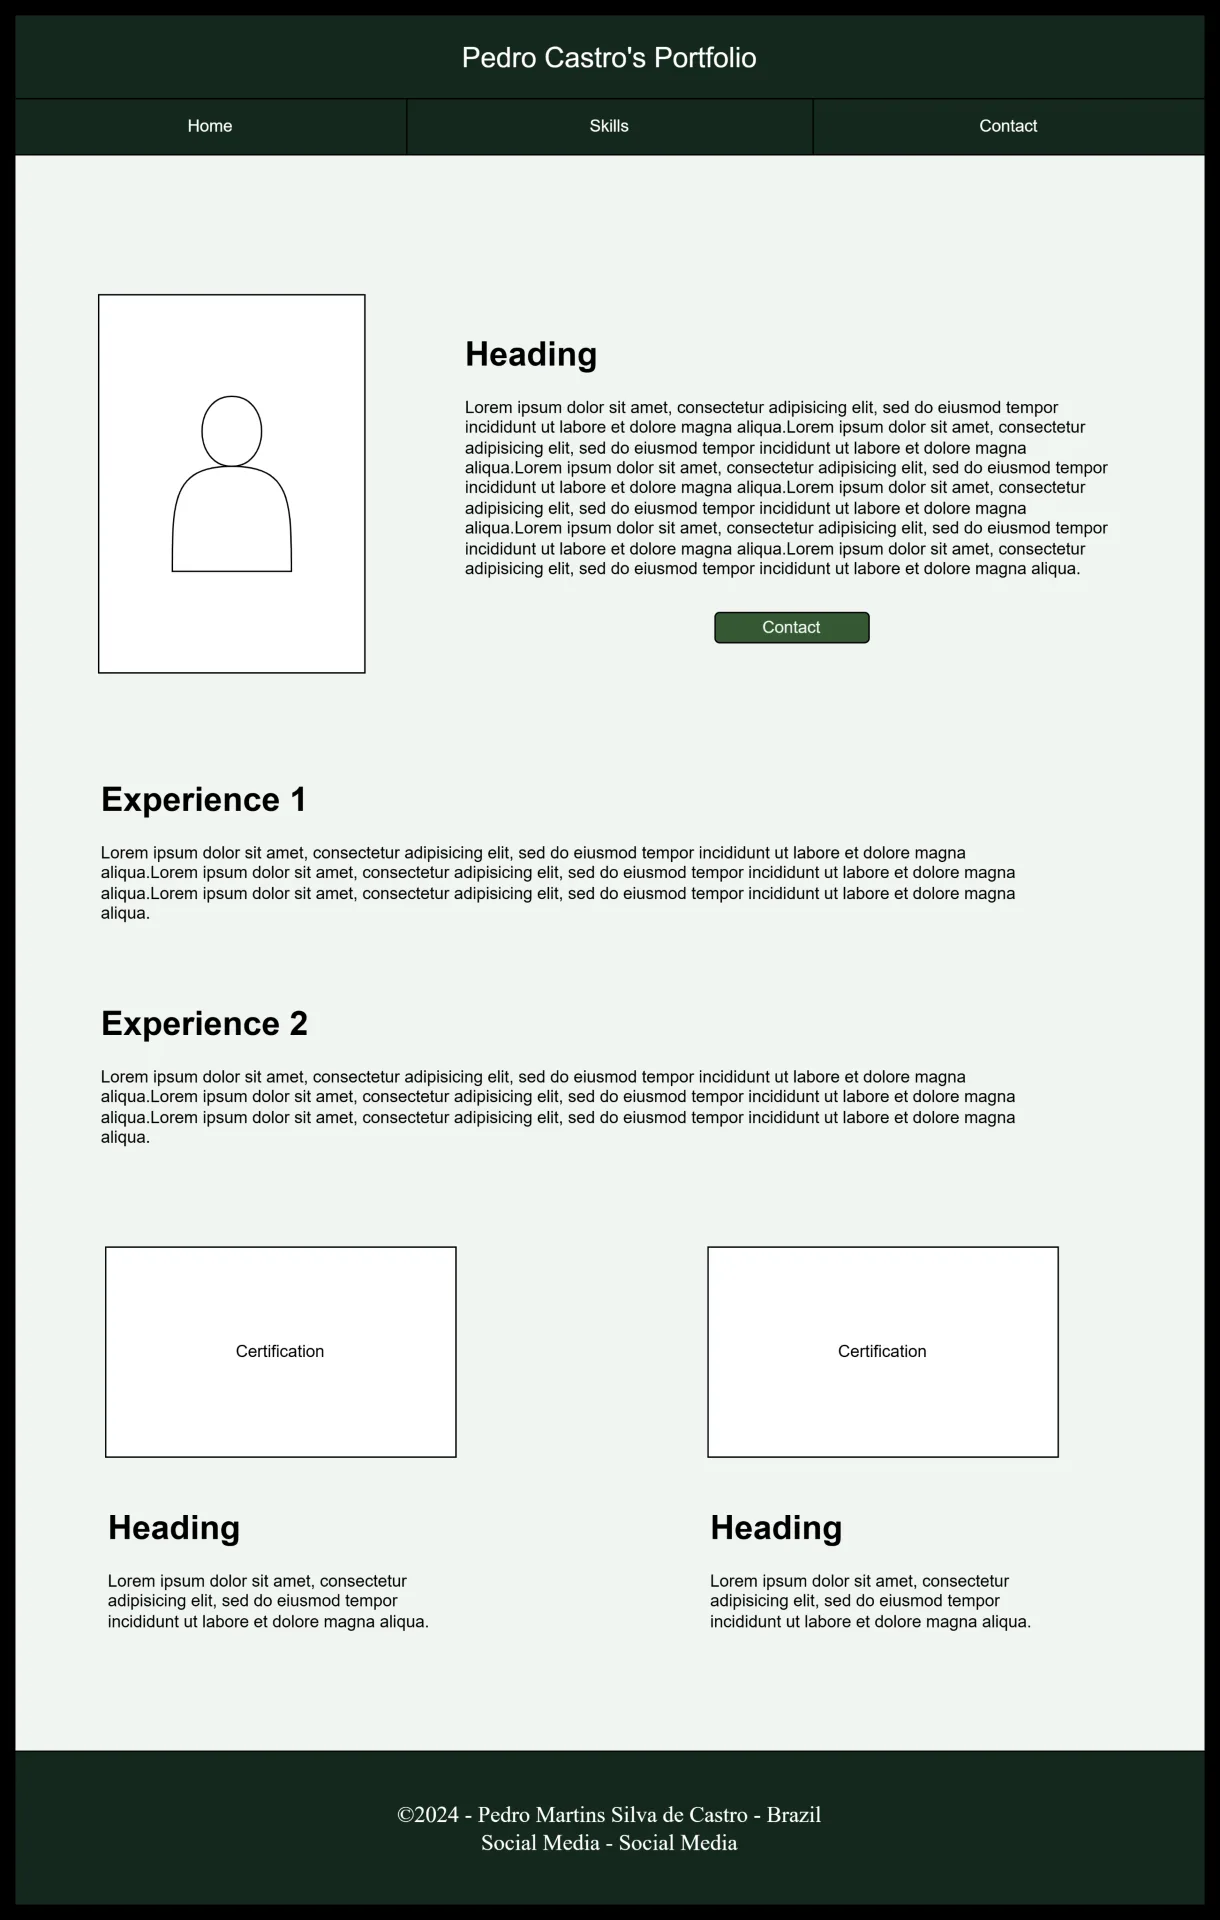 Pedro Castro's Portfolio
Home
Skills
Contact
Heading
Lorem ipsum dolor sit amet, consectetur adipisicing elit, sed do eiusmod tempor
incididunt ut labore et dolore magna aliqua.Lorem ipsum dolor sit amet, consectetur
adipisicing elit, sed do eiusmod tempor incididunt ut labore et dolore magna
aliqua.Lorem ipsum dolor sit amet, consectetur adipisicing elit, sed do eiusmod tempor
incididunt ut labore et dolore magna aliqua.Lorem ipsum dolor sit amet, consectetur
adipisicing elit, sed do eiusmod tempor incididunt ut labore et dolore magna
aliqua.Lorem ipsum dolor sit amet, consectetur adipisicing elit, sed do eiusmod tempor
incididunt ut labore et dolore magna aliqua.Lorem ipsum dolor sit amet, consectetur
adipisicing elit, sed do eiusmod tempor incididunt ut labore et dolore magna aliqua.
Contact
Experience 1
Lorem ipsum dolor sit amet, consectetur adipisicing elit, sed do eiusmod tempor incididunt ut labore et dolore magna
aliqua.Lorem ipsum dolor sit amet, consectetur adipisicing elit, sed do eiusmod tempor incididunt ut labore et dolore magna
aliqua.Lorem ipsum dolor sit amet, consectetur adipisicing elit, sed do eiusmod tempor incididunt ut labore et dolore magna
aliqua.
Experience 2
Lorem ipsum dolor sit amet, consectetur adipisicing elit, sed do eiusmod tempor incididunt ut labore et dolore magna
aliqua.Lorem ipsum dolor sit amet, consectetur adipisicing elit, sed do eiusmod tempor incididunt ut labore et dolore magna
aliqua.Lorem ipsum dolor sit amet, consectetur adipisicing elit, sed do eiusmod tempor incididunt ut labore et dolore magna
aliqua.
Certification
Heading
Lorem ipsum dolor sit amet, consectetur
adipisicing elit, sed do eiusmod tempor
incididunt ut labore et dolore magna aliqua.
Certification
Heading
Lorem ipsum dolor sit amet, consectetur
adipisicing elit, sed do eiusmod tempor
incididunt ut labore et dolore magna aliqua.
©2024 - Pedro Martins Silva de Castro - Brazil
Social Media - Social Media